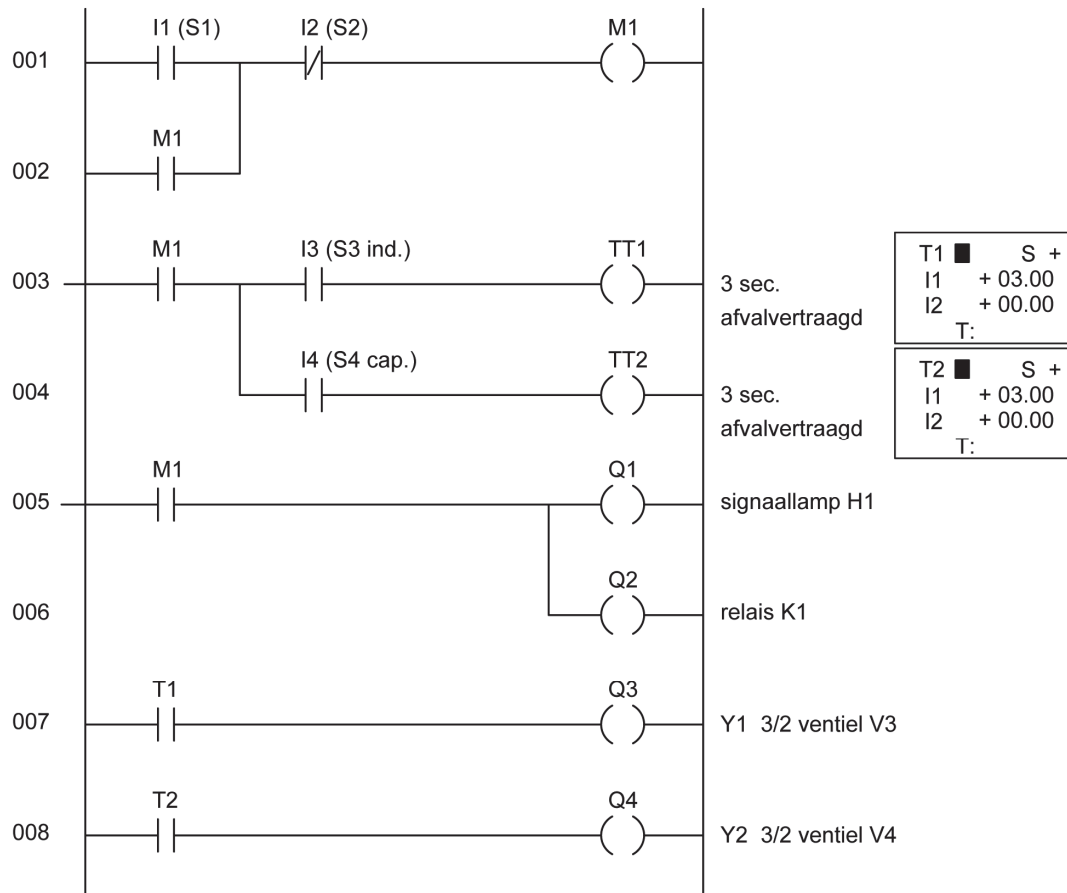 I1 (S1) I2 (S2) M1
001
M1
002
M1 I3 (S3 ind.) TT1
003 3 sec.
afvalvertraagd
T1 S +
I1 + 03.00
I2 + 00.00
T:
I4 (S4 cap.) TT2
004 3 sec.
afvalvertraagd
T2 S +
I1 + 03.00
I2 + 00.00
T:
M1 Q1
005 signaallamp H1
Q2
006 relais K1
T1 Q3
007 Y1 3/2 ventiel V3
T2 Q4
008 Y2 3/2 ventiel V4